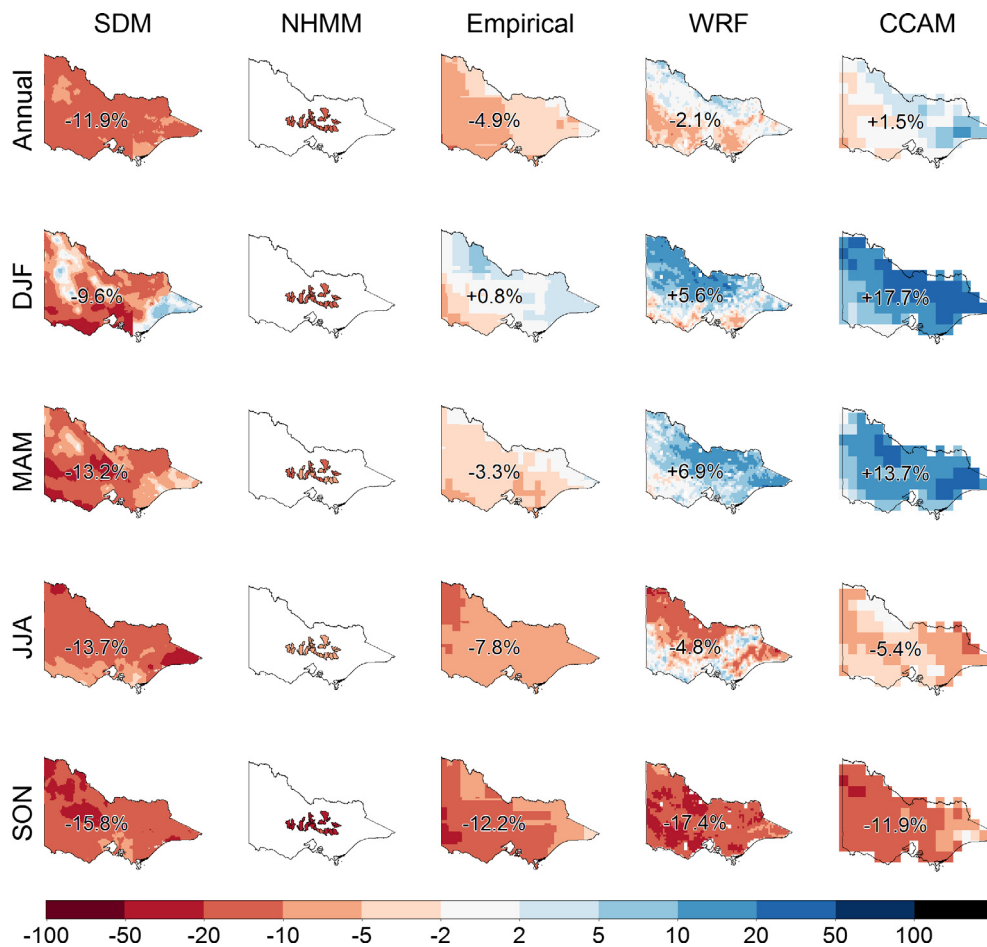 SDM NHMM Empirical WRF CCAM
Annual -11.9% -4.9% -2.1% +1.5%
DJF -9.6% +0.8% +5.6% +17.7%
MAM -13.2% -3.3% +6.9% +13.7%
JJA -13.7% -7.8% -4.8% -5.4%
SON -15.8% -12.2% -17.4% -11.9%
-100 -50 -20 -10 -5 -2 2 5 10 20 50 100